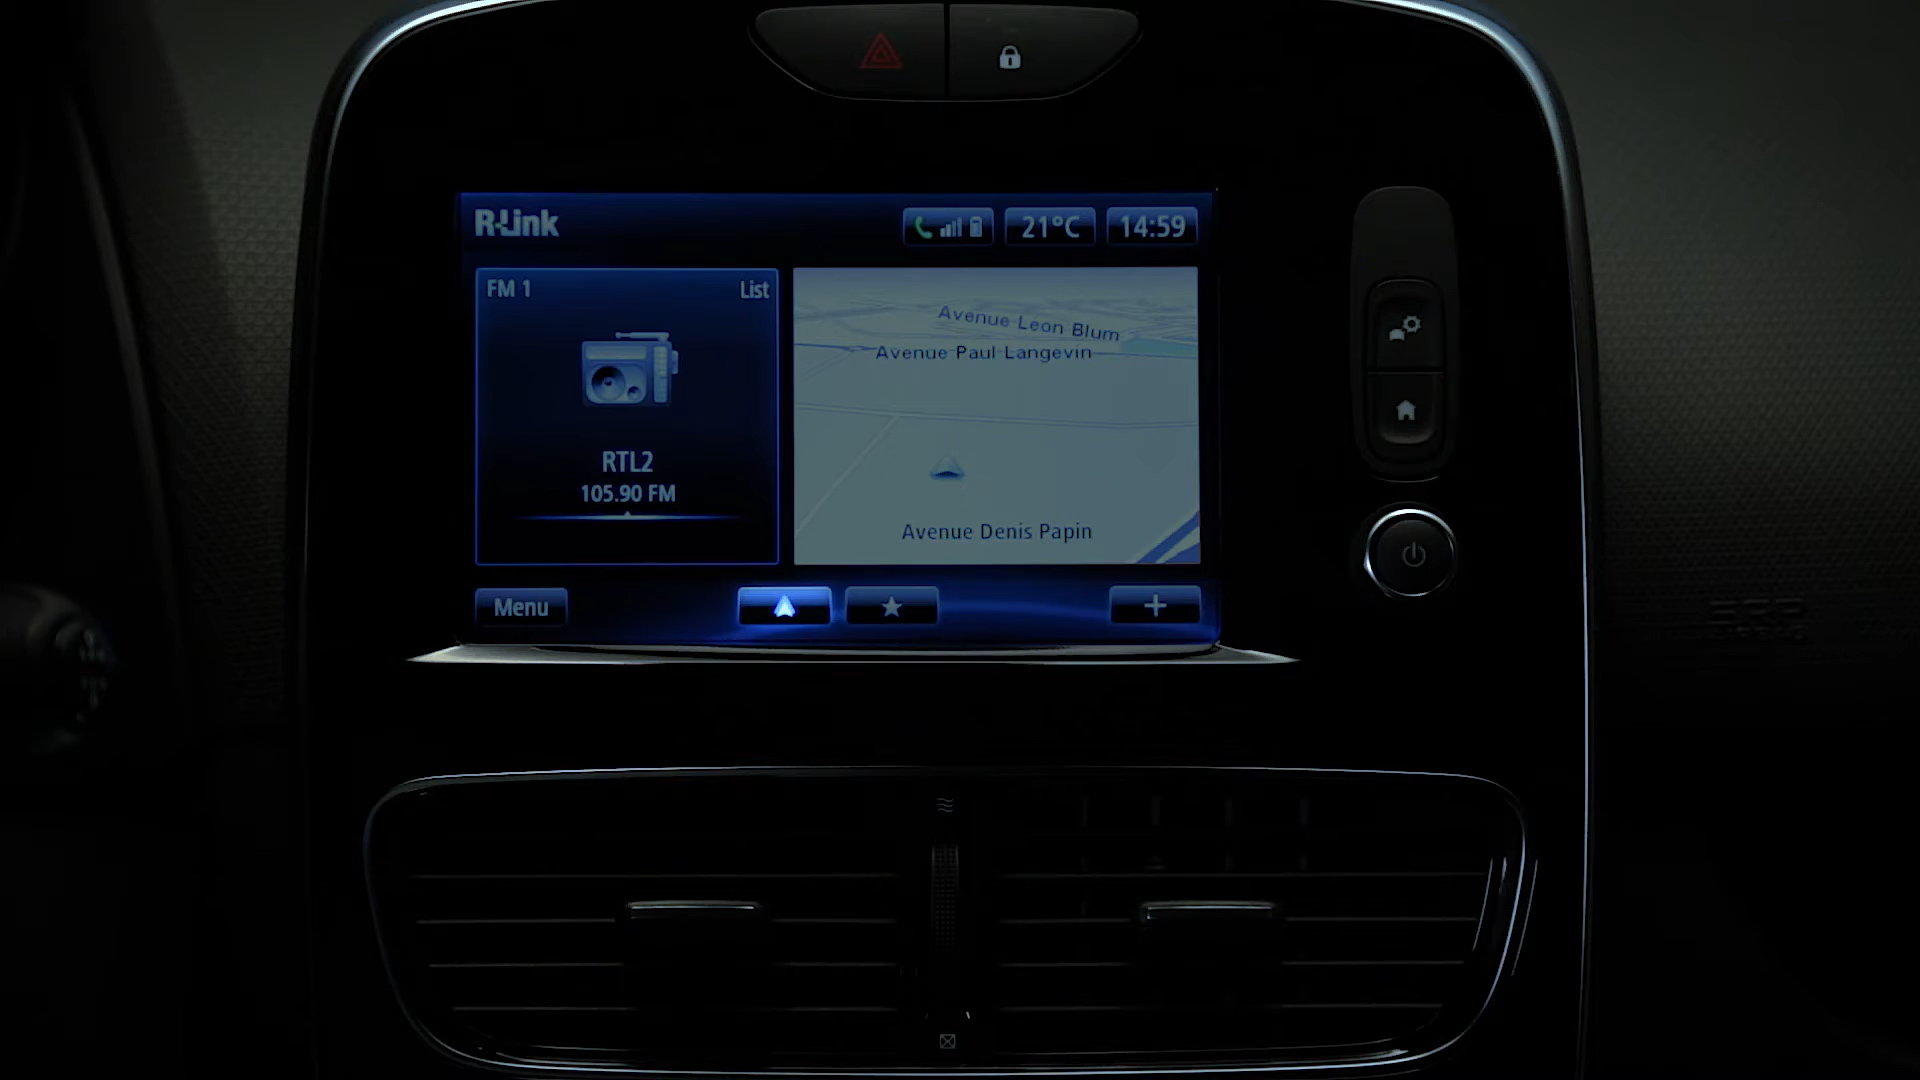 R-Link
21°C
14:59
FM 1
List
RTL2
105.90 FM
Avenue Leon Blum
Avenue Paul Langevin
Avenue Denis Papin
Menu